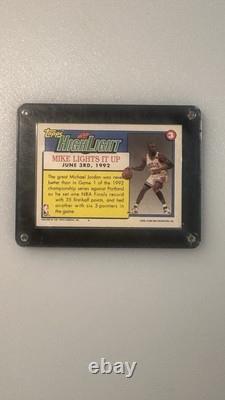 Topps
HIGHLIGHT
3
MIKE LIGHTS IT UP
JUNE 3RD, 1992
The great Michael Jordan was never
better than in Game 1 of the 1992
championship series against Portland
as he set one NBA Finals record
with 35 first-half points, and tied
another with six 3-pointers in
the game
© ebay